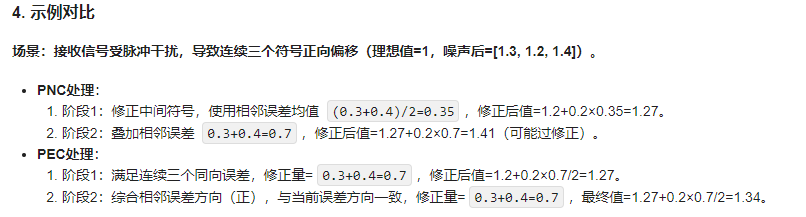 4. 示例对比
场景：接收信号受脉冲干扰，导致连续三个符号正向偏移（理想值=1，噪声后=[1.3, 1.2, 1.4]）。
• PNC处理：
1. 阶段1：修正中间符号，使用相邻误差均值 (0.3+0.4)/2=0.35 ，修正后值=1.2+0.2×0.35=1.27。
2. 阶段2：叠加相邻误差 0.3+0.4=0.7 ，修正后值=1.27+0.2×0.7=1.41（可能过修正）。
• PEC处理：
1. 阶段1：满足连续三个同向误差，修正量= 0.3+0.4=0.7 ，修正后值=1.2+0.2×0.7/2=1.27。
2. 阶段2：综合相邻误差方向（正），与当前误差方向一致，修正量= 0.3+0.4=0.7 ，最终值=1.27+0.2×0.7/2=1.34。